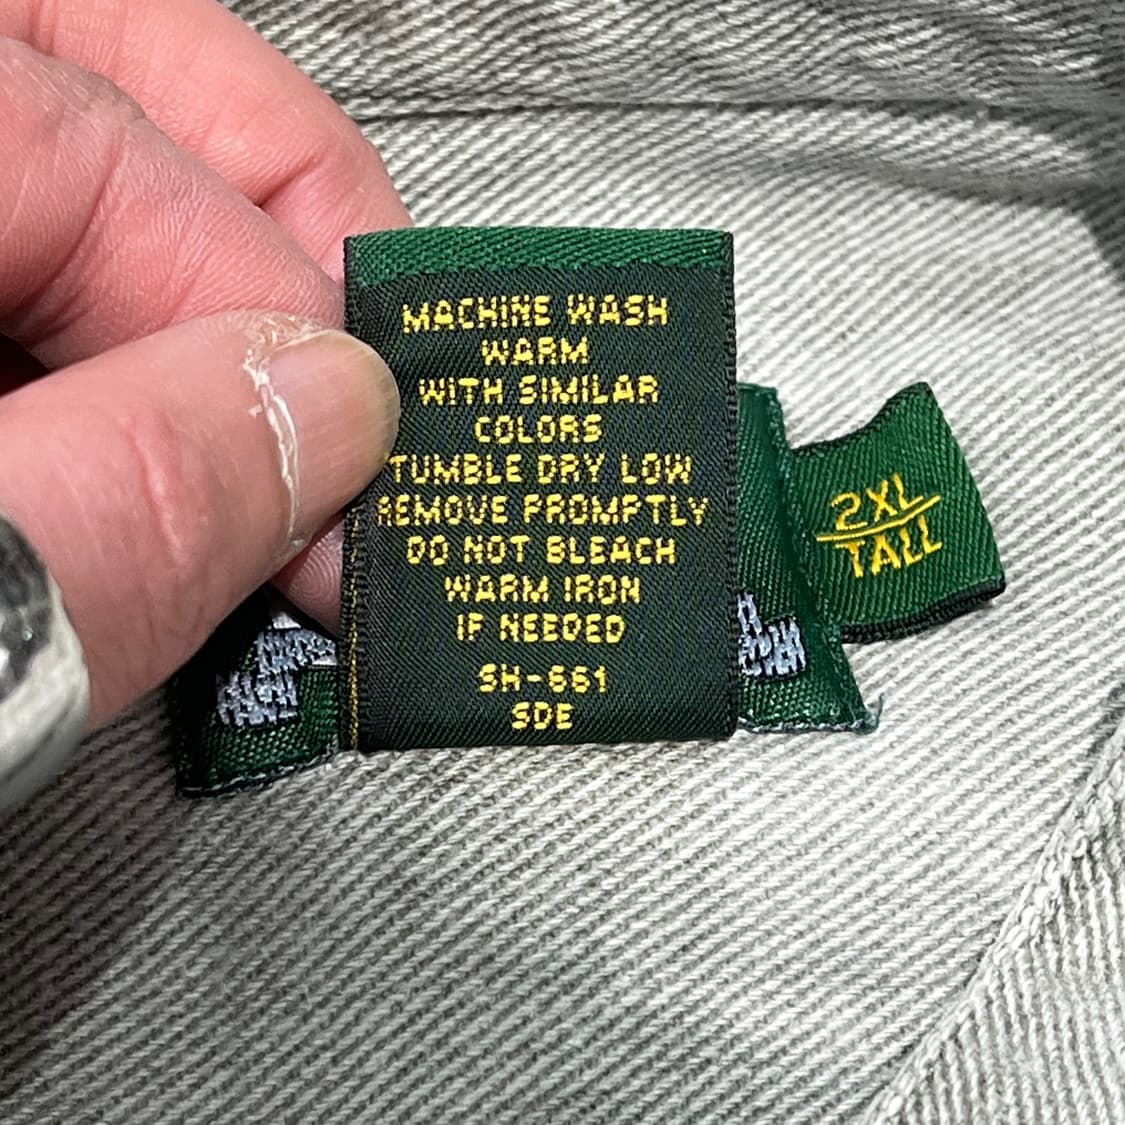 MACHINE WASH
WARM
WITH SIMILAR
COLORS
TUMBLE DRY LOW
REMOVE PROMPTLY
DO NOT BLEACH
WARM IRON
IF NEEDED
SH-661
SDE
2XL
TALL